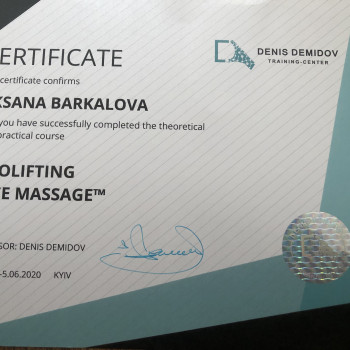 ERTIFICATE
DENIS DEMIDOV
TRAINING-CENTER
certificate confirms
KSANA BARKALOVA
you have successfully completed the theoretical
practical course
OLIFTING
E MASSAGE™
SOR: DENIS DEMIDOV
-5.06.2020 KYIV